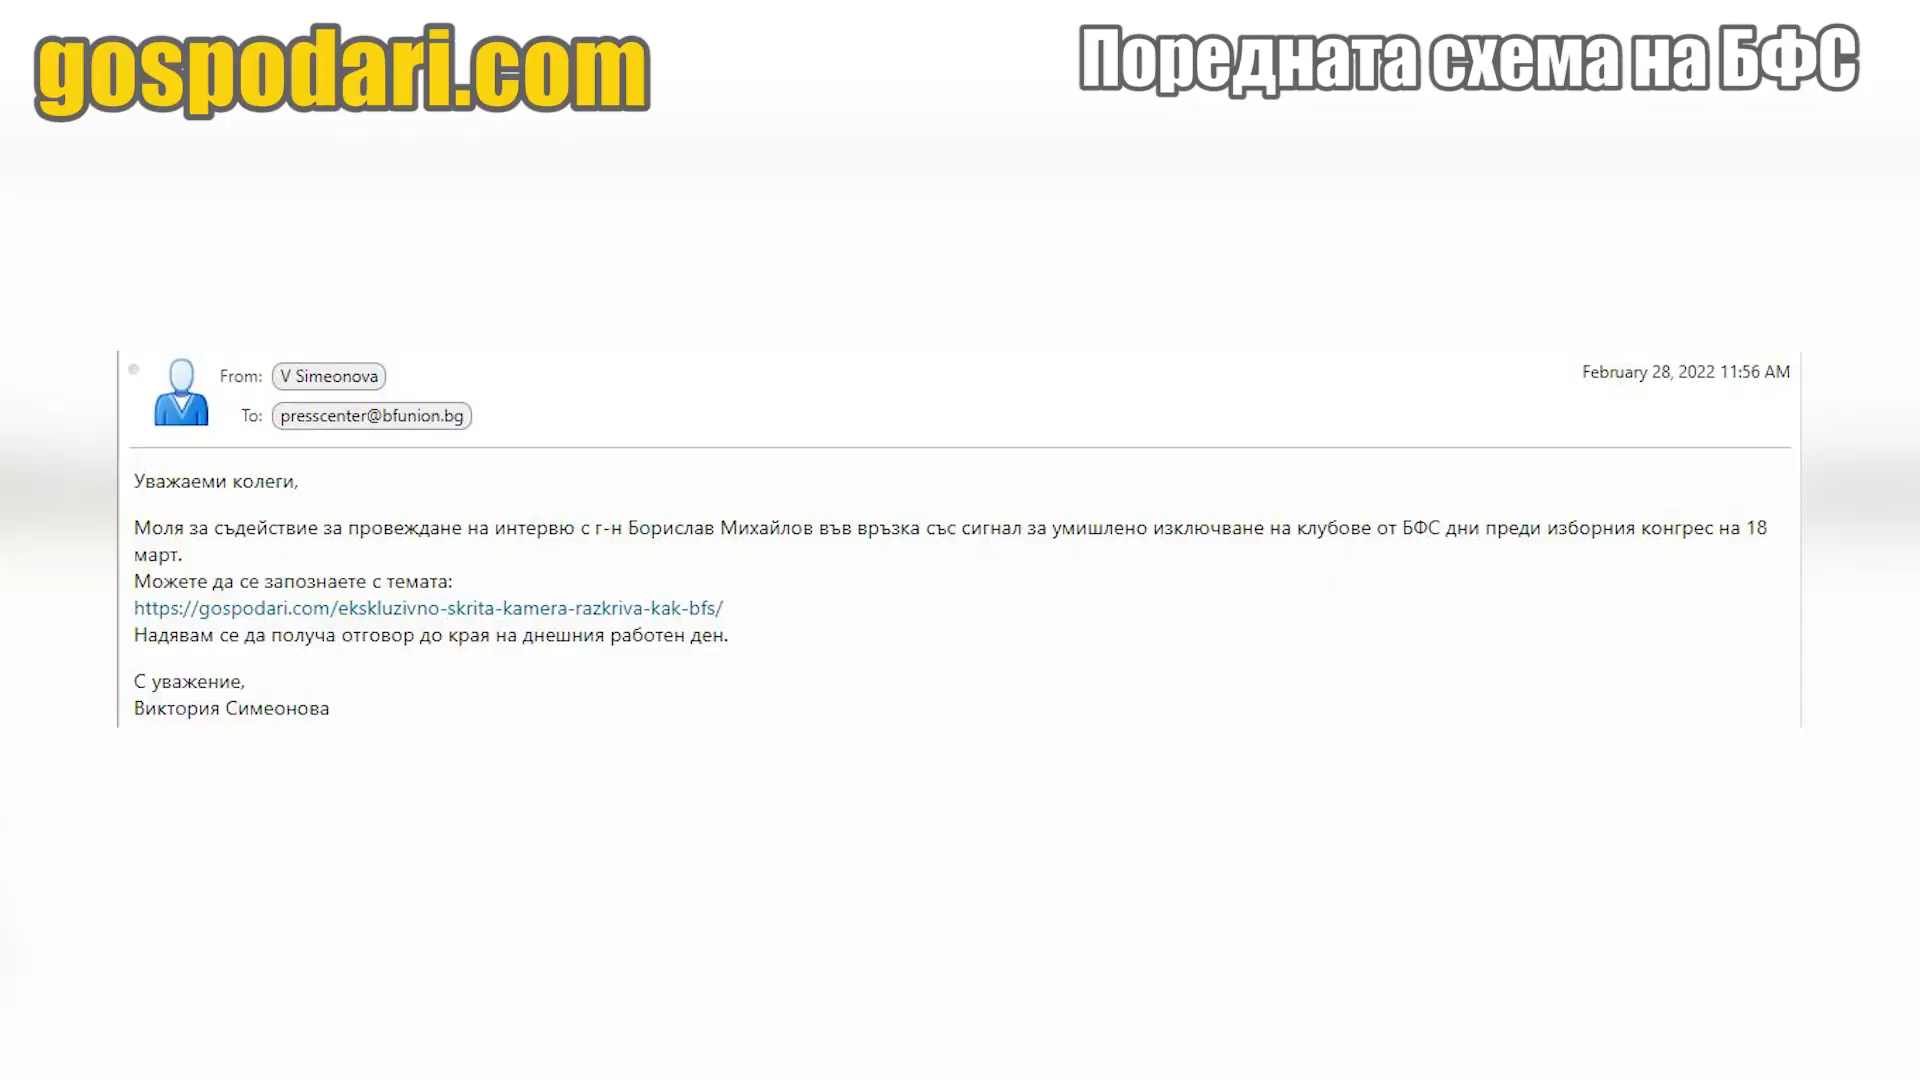 gospodari.com
Поредната схема на БФС
From: V Simeonova
February 28, 2022 11:56 AM
To: presscenter@bfunion.bg
Уважаеми колеги,
Моля за съдействие за провеждане на интервю с г-н Борислав Михайлов във връзка със сигнал за умишлено изключване на клубове от БФС дни преди изборния конгрес на 18
март.
Можете да се запознаете с темата:
https://gospodari.com/ekskluzivno-skrita-kamera-razkriva-kak-bfs/
Надявам се да получа отговор до края на днешния работен ден.
С уважение,
Виктория Симеонова